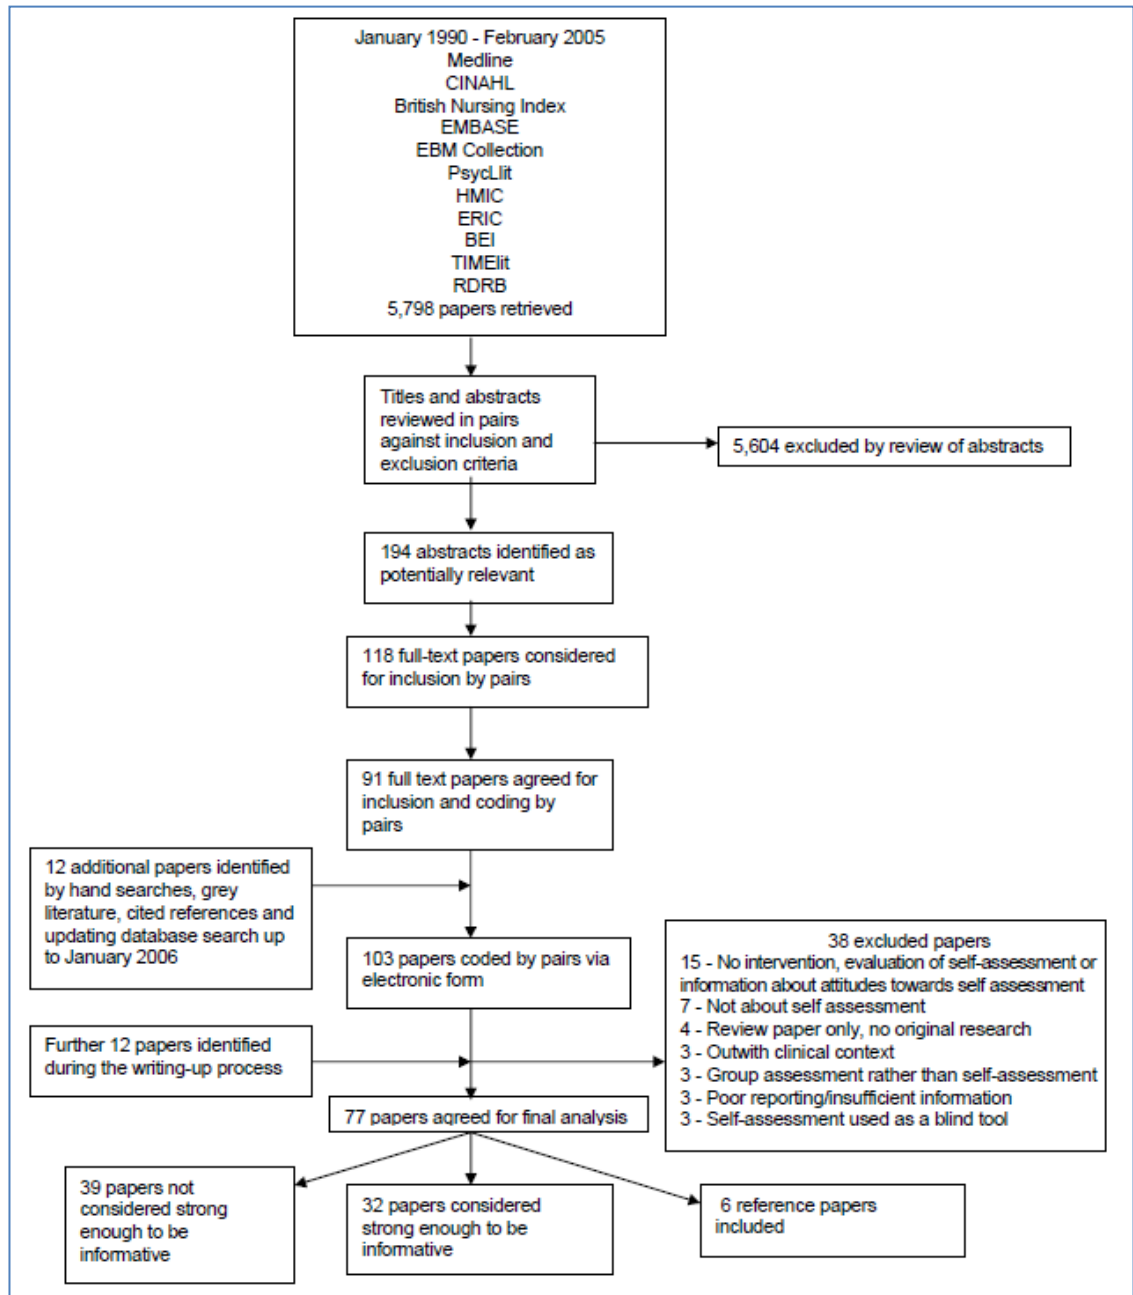 January 1990 - February 2005
Medline
CINAHL
British Nursing Index
EMBASE
EBM Collection
PsycLlit
HMIC
ERIC
BEI
TIMElit
RDRB
5,798 papers retrieved
Titles and abstracts
reviewed in pairs
against inclusion and
exclusion criteria
5,604 excluded by review of abstracts
194 abstracts identified as
potentially relevant
118 full-text papers considered
for inclusion by pairs
91 full text papers agreed for
inclusion and coding by
pairs
12 additional papers identified
by hand searches, grey
literature, cited references and
updating database search up
to January 2006
103 papers coded by pairs via
electronic form
38 excluded papers
15 - No intervention, evaluation of self-assessment or
information about attitudes towards self assessment
7 - Not about self assessment
4 - Review paper only, no original research
3 - Outwith clinical context
3 - Group assessment rather than self-assessment
3 - Poor reporting/insufficient information
3 - Self-assessment used as a blind tool
Further 12 papers identified
during the writing-up process
77 papers agreed for final analysis
39 papers not
considered strong
enough to be
informative
32 papers considered
strong enough to be
informative
6 reference papers
included